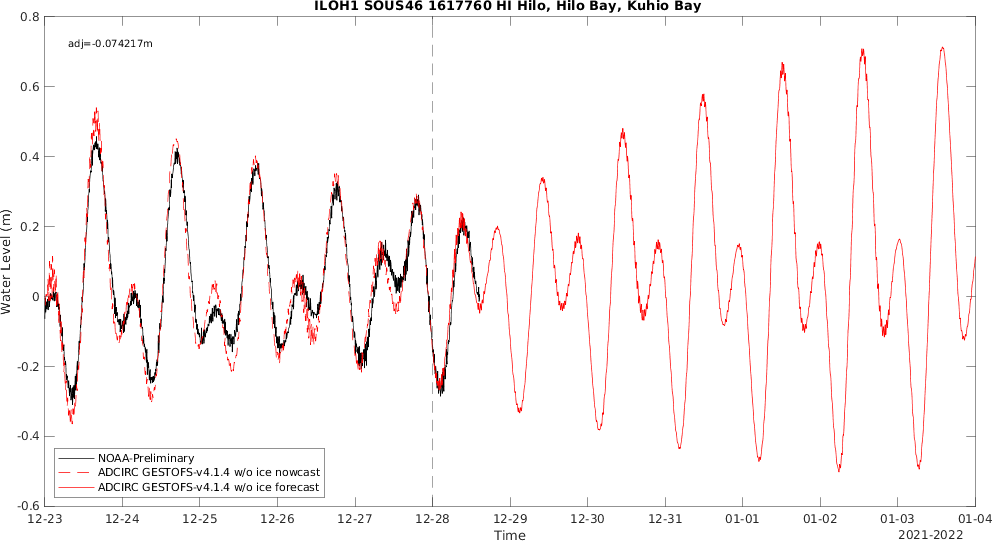 ILOH1 SOUS46 1617760 HI Hilo, Hilo Bay, Kuhio Bay
adj=-0.074217m
0.8
0.6
0.4
0.2
0
-0.2
-0.4
-0.6
Water Level (m)
NOAA-Preliminary
ADCIRC GESTOFS-v4.1.4 w/o ice nowcast
ADCIRC GESTOFS-v4.1.4 w/o ice forecast
12-23 12-24 12-25 12-26 12-27 12-28 12-29 12-30 12-31 01-01 01-02 01-03 01-04
Time
2021-2022